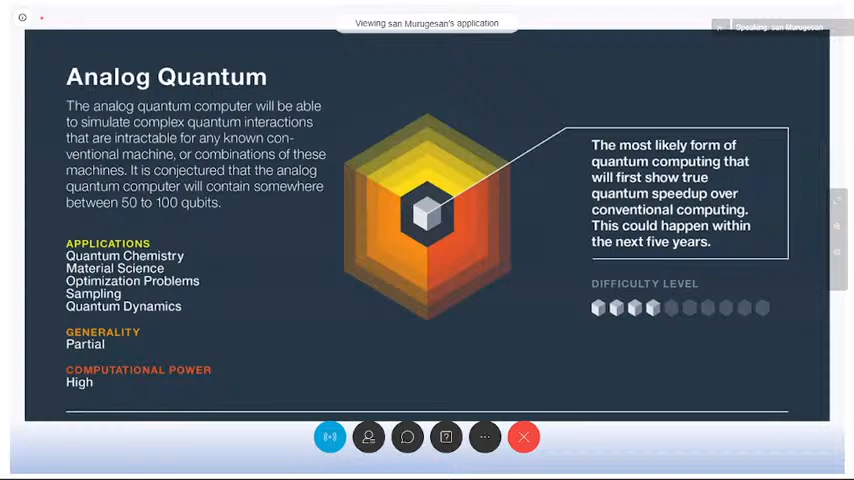 Viewing san Murugesan's application
Speaking: san Murugesan
Analog Quantum
The analog quantum computer will be able
to simulate complex quantum interactions
that are intractable for any known con-
ventional machine, or combinations of these
machines. It is conjectured that the analog
quantum computer will contain somewhere
between 50 to 100 qubits.
APPLICATIONS
Quantum Chemistry
Material Science
Optimization Problems
Sampling
Quantum Dynamics
GENERALITY
Partial
COMPUTATIONAL POWER
High
The most likely form of
quantum computing that
will first show true
quantum speedup over
conventional computing.
This could happen within
the next five years.
DIFFICULTY LEVEL